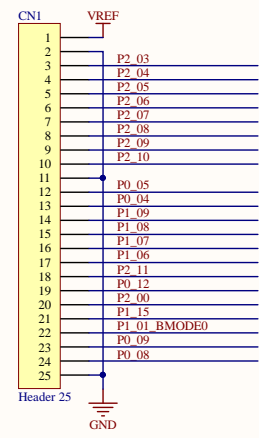 CN1 VREF
1
2
3 P2_03
4 P2_04
5 P2_05
6 P2_06
7 P2_07
8 P2_08
9 P2_09
10 P2_10
11
12 P0_05
13 P0_04
14 P1_09
15 P1_08
16 P1_07
17 P1_06
18 P2_11
19 P0_12
20 P2_00
21 P1_15
22 P1_01_BMODE0
23 P0_09
24 P0_08
25
Header 25
GND